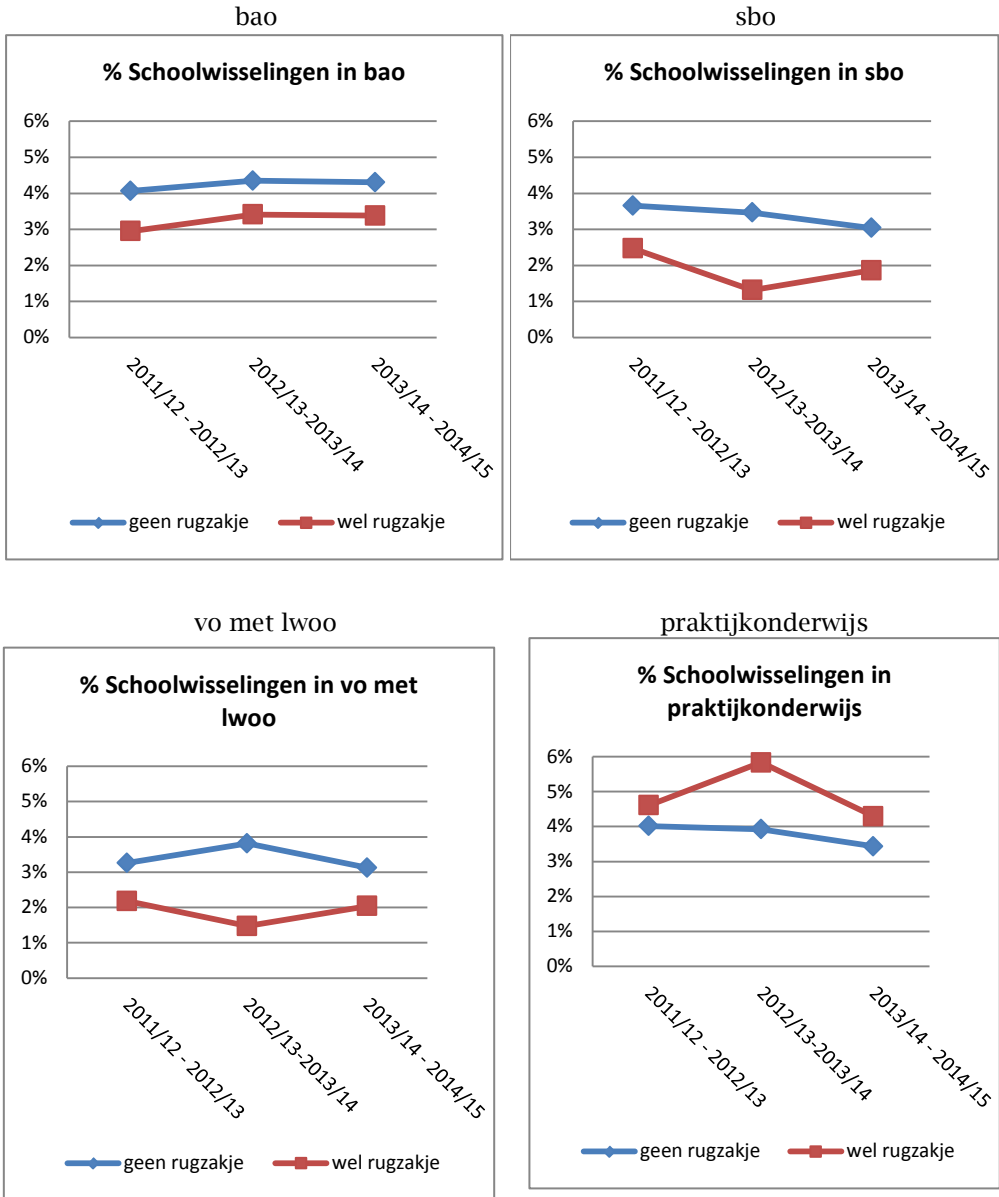 bao
% Schoolwisselingen in bao
6%
5%
4%
3%
2%
1%
0%
2011/12 - 2012/13
2012/13-2013/14
2013/14 - 2014/15
geen rugzakje
wel rugzakje
sbo
% Schoolwisselingen in sbo
6%
5%
4%
3%
2%
1%
0%
2011/12 - 2012/13
2012/13-2013/14
2013/14 - 2014/15
geen rugzakje
wel rugzakje
vo met lwoo
% Schoolwisselingen in vo met
lwoo
6%
5%
4%
3%
2%
1%
0%
2011/12 - 2012/13
2012/13-2013/14
2013/14 - 2014/15
geen rugzakje
wel rugzakje
praktijkonderwijs
% Schoolwisselingen in
praktijkonderwijs
6%
5%
4%
3%
2%
1%
0%
2011/12 - 2012/13
2012/13-2013/14
2013/14 - 2014/15
geen rugzakje
wel rugzakje